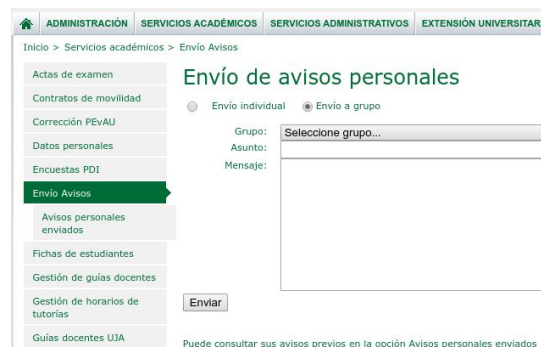 ADMINISTRACIÓN SERVICIOS ACADÉMICOS SERVICIOS ADMINISTRATIVOS EXTENSIÓN UNIVERSITAR
Inicio > Servicios académicos > Envío Avisos
Actas de examen
Contratos de movilidad
Corrección PEvAU
Datos personales
Encuestas PDI
Envío Avisos
Avisos personales
enviados
Fichas de estudiantes
Gestión de guías docentes
Gestión de horarios de
tutorías
Guías docentes UJA
Envío de avisos personales
Envío individual Envío a grupo
Grupo: Seleccione grupo...
Asunto:
Mensaje:
Enviar
Puede consultar sus avisos previos en la opción Avisos personales enviados